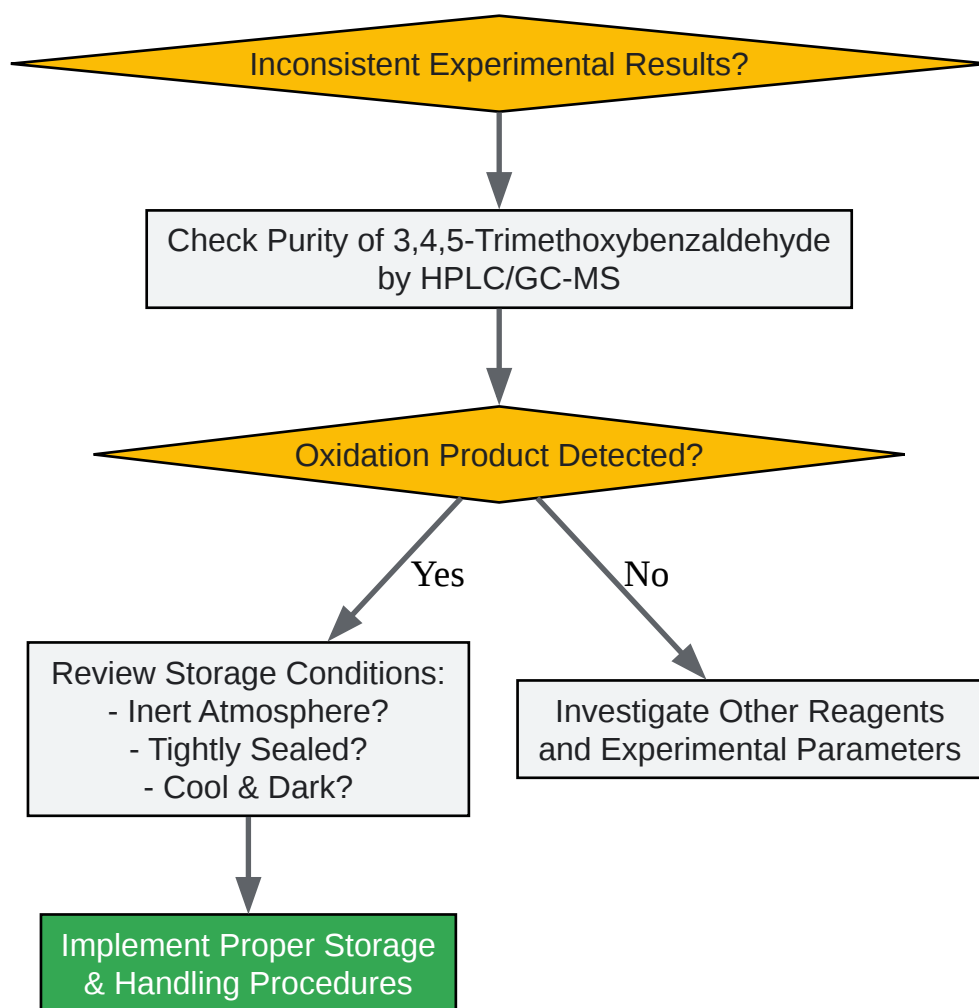 Inconsistent Experimental Results?
Check Purity of 3,4,5-Trimethoxybenzaldehyde
by HPLC/GC-MS
Oxidation Product Detected?
Yes
No
Review Storage Conditions:
- Inert Atmosphere?
- Tightly Sealed?
- Cool & Dark?
Investigate Other Reagents
and Experimental Parameters
Implement Proper Storage
& Handling Procedures